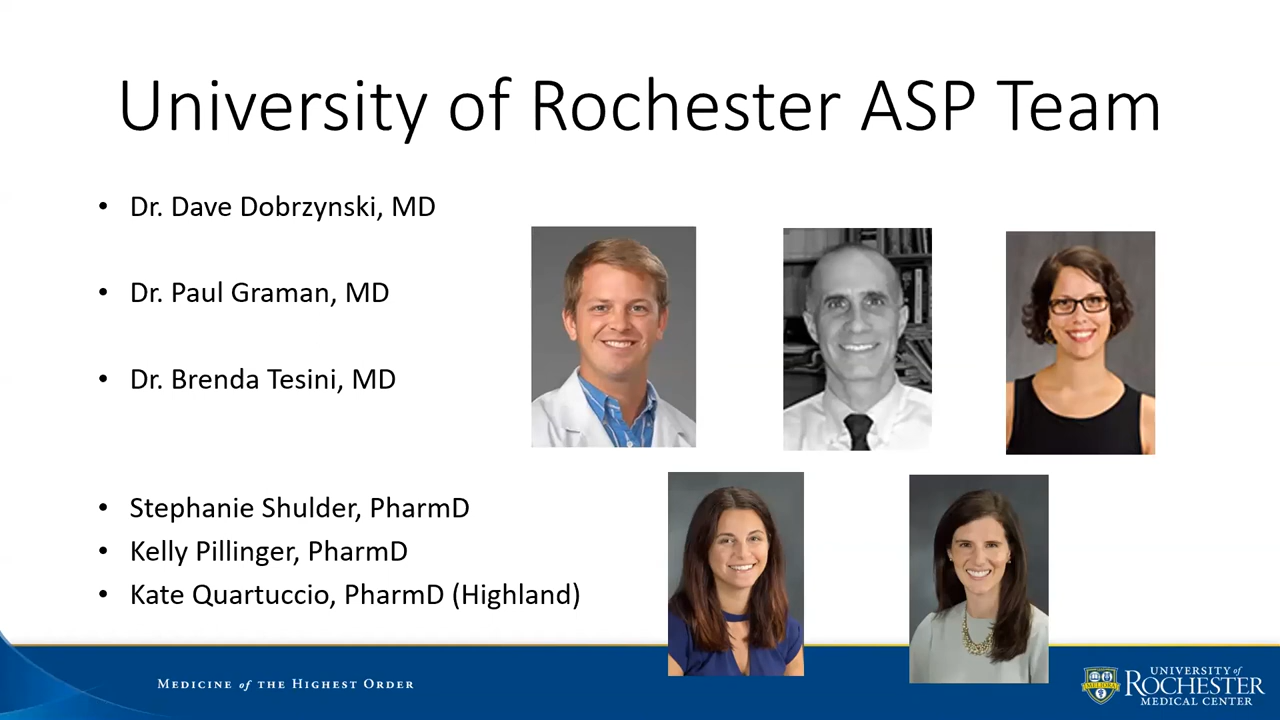 University of Rochester ASP Team
• Dr. Dave Dobrzynski, MD
• Dr. Paul Graman, MD
• Dr. Brenda Tesini, MD
• Stephanie Shulder, PharmD
• Kelly Pillinger, PharmD
• Kate Quartuccio, PharmD (Highland)
MEDICINE of THE HIGHEST ORDER
MELIORA
UNIVERSITY of
ROCHESTER
MEDICAL CENTER